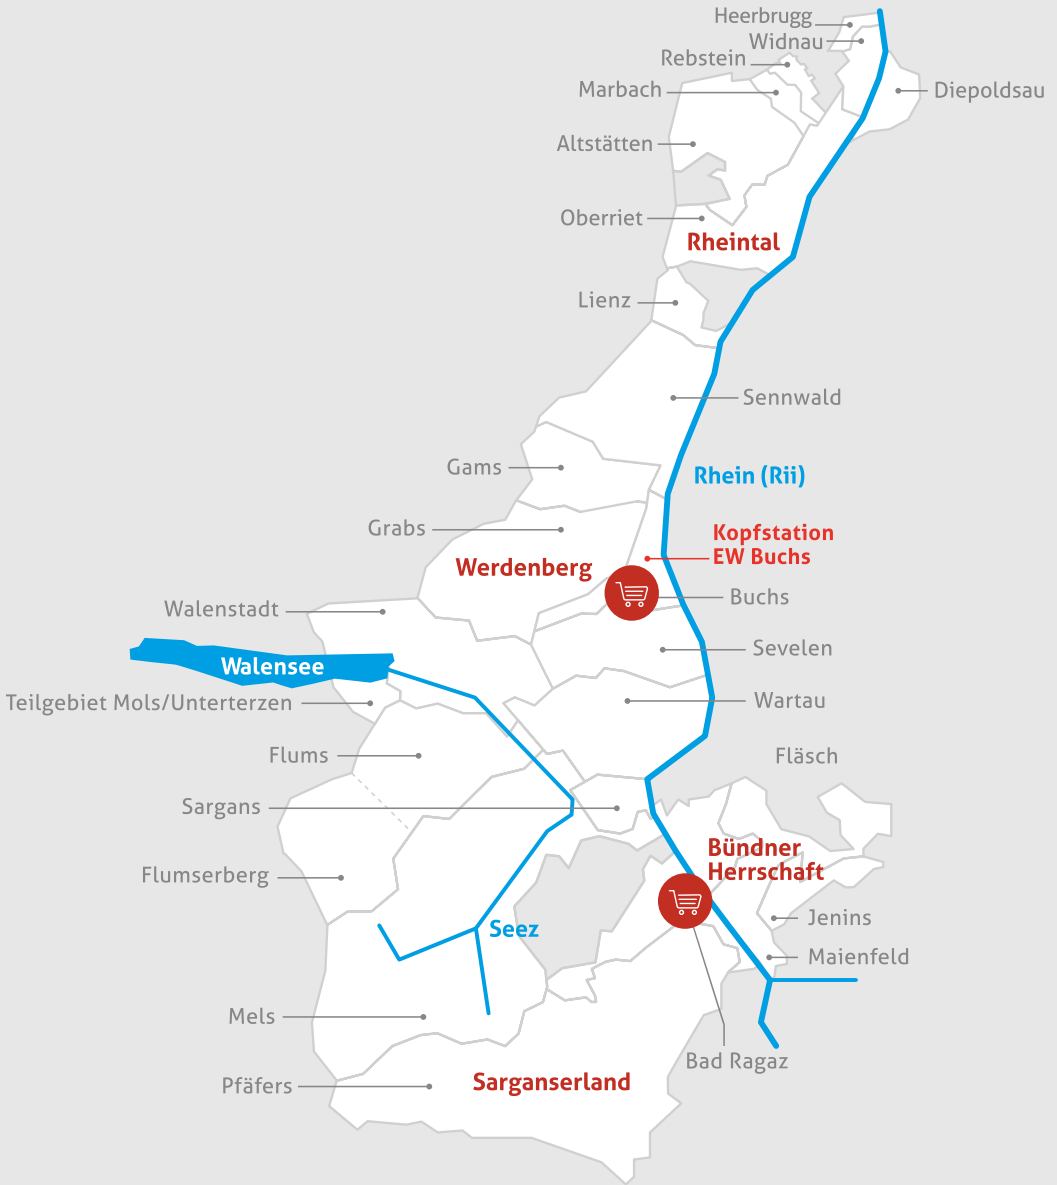 Heerbrugg
Widnau
Rebstein
Marbach
Diepoldsau
Altstätten
Oberriet
Rheintal
Lienz
Sennwald
Gams
Rhein (Rii)
Grabs
Kopfstation
EW Buchs
Werdenberg
Buchs
Walenstadt
Sevelen
Walensee
Teilgebiet Mols/Unterterzen
Wartau
Flums
Fläsch
Sargans
Bündner
Herrschaft
Flumserberg
Jenins
Seez
Maienfeld
Mels
Bad Ragaz
Pfäfers
Sarganserland